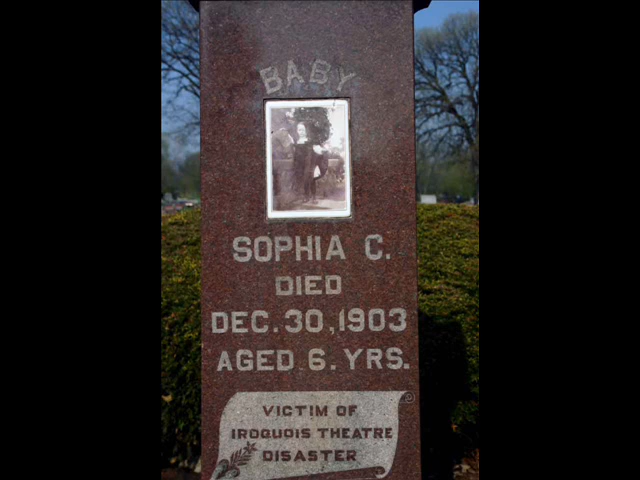 BABY
SOPHIA C.
DIED
DEC. 30, 1903
AGED 6. YRS.
VICTIM OF
IROQUOIS THEATRE
DISASTER